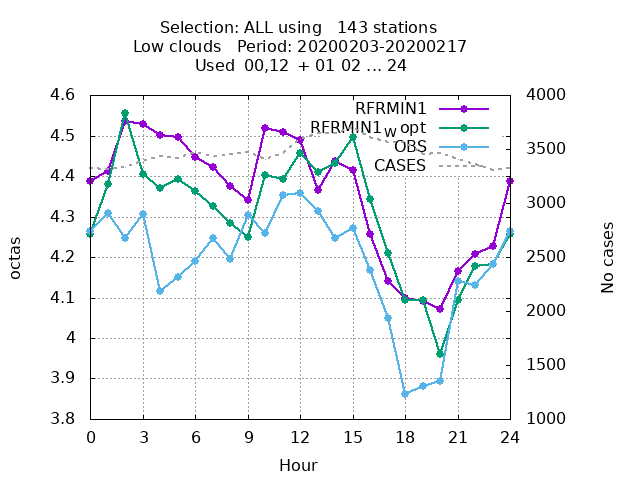 Selection: ALL using 143 stations
Low clouds Period: 20200203-20200217
Used 00,12 + 01 02 ... 24
RFRMIN1
RFRMIN1_W opt
OBS
CASES
4.6
4.5
4.4
4.3
4.2
4.1
4
3.9
3.8
octas
4000
3500
3000
2500
2000
1500
1000
No cases
0 3 6 9 12 15 18 21 24
Hour